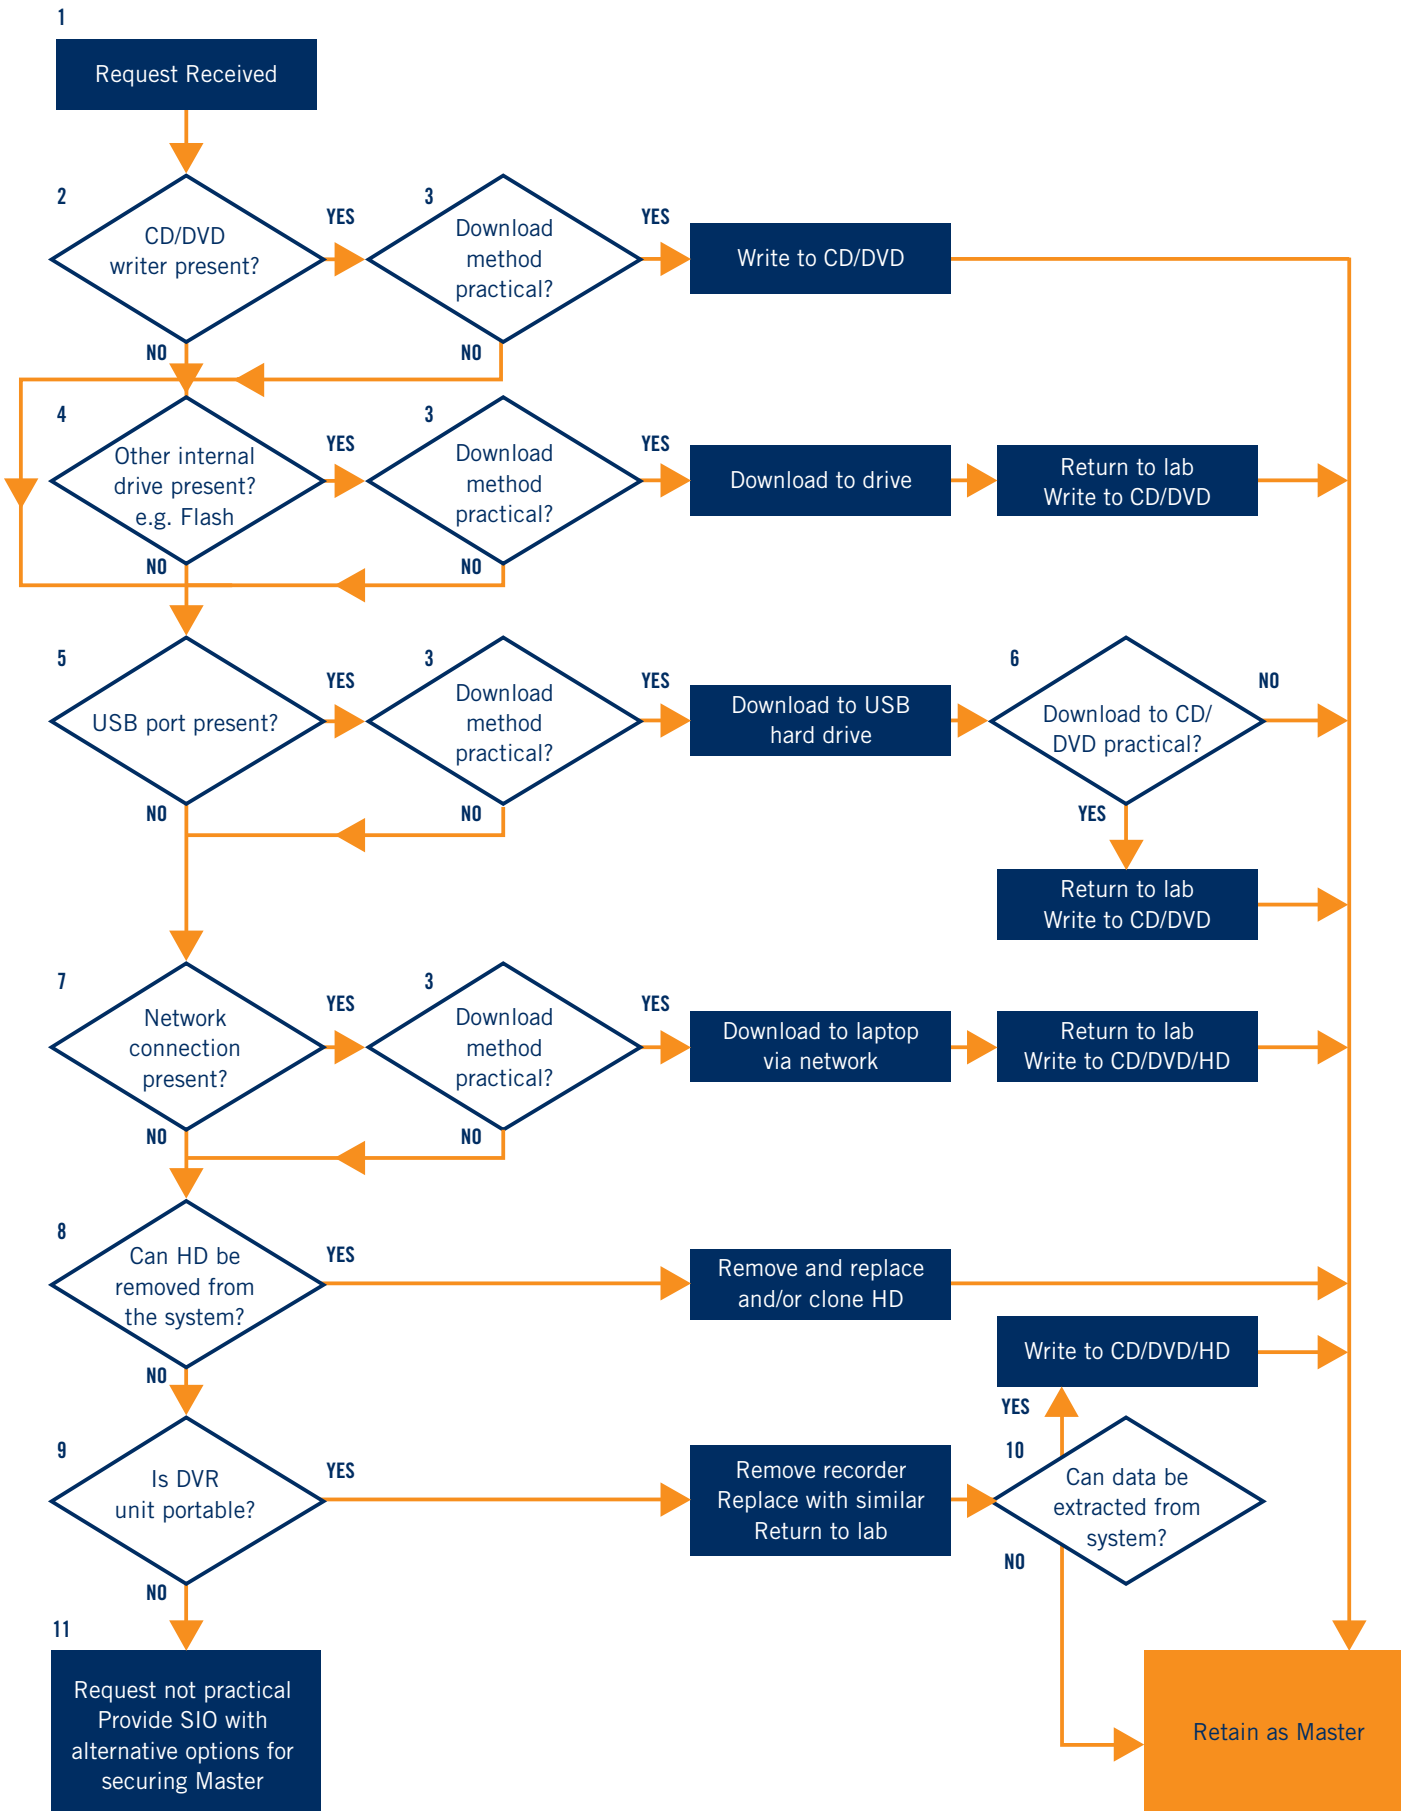 1
Request Received
2
CD/DVD
writer present?
YES
NO
3
Download
method
practical?
YES
NO
Write to CD/DVD
4
Other internal
drive present?
e.g. Flash
YES
NO
3
Download
method
practical?
YES
NO
Download to drive
Return to lab
Write to CD/DVD
5
USB port present?
YES
NO
3
Download
method
practical?
YES
NO
Download to USB
hard drive
6
Download to CD/
DVD practical?
NO
YES
Return to lab
Write to CD/DVD
7
Network
connection
present?
YES
NO
3
Download
method
practical?
YES
NO
Download to laptop
via network
Return to lab
Write to CD/DVD/HD
8
Can HD be
removed from
the system?
YES
NO
Remove and replace
and/or clone HD
Write to CD/DVD/HD
9
Is DVR
unit portable?
YES
NO
Remove recorder
Replace with similar
Return to lab
YES
10
Can data be
extracted from
system?
NO
11
Request not practical
Provide SIO with
alternative options for
securing Master
Retain as Master